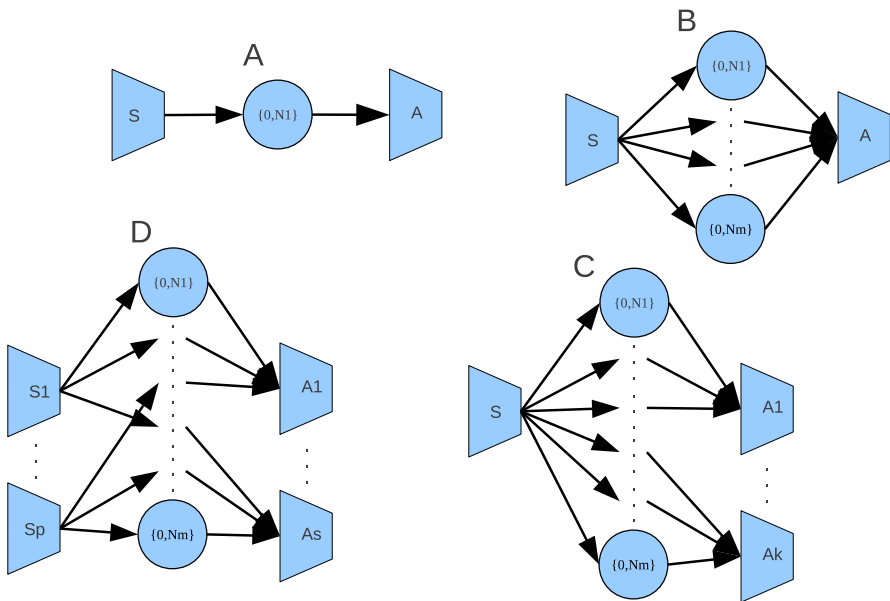 A
S
{0,N1}
A
B
{0,N1}
S
A
{0,Nm}
D
{0,N1}
S1
A1
Sp
{0,Nm}
As
C
{0,N1}
S
A1
{0,Nm}
Ak